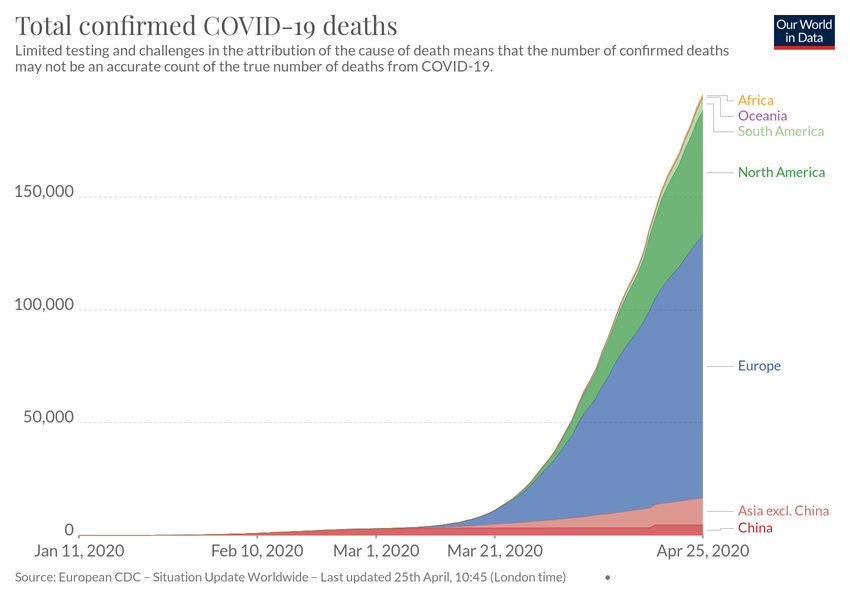 Total confirmed COVID-19 deaths
Limited testing and challenges in the attribution of the cause of death means that the number of confirmed deaths
may not be an accurate count of the true number of deaths from COVID-19.
Our World
in Data
Africa
Oceania
South America
North America
Europe
Asia excl. China
China
150,000
100,000
50,000
0
Jan 11, 2020
Feb 10, 2020
Mar 1, 2020
Mar 21, 2020
Apr 25, 2020
Source: European CDC – Situation Update Worldwide – Last updated 25th April, 10:45 (London time)